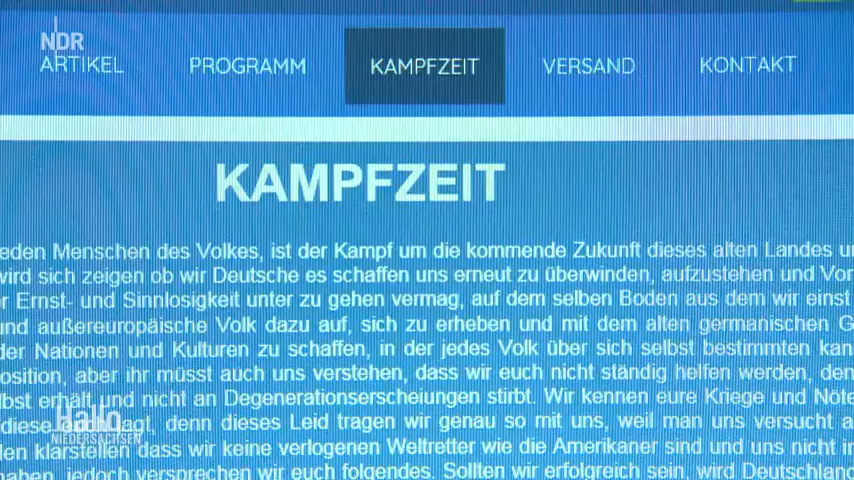 NDR
ARTIKEL PROGRAMM KAMPFZEIT VERSAND KONTAKT
KAMPFZEIT
eden Menschen des Volkes, ist der Kampf um die kommende Zukunft dieses alten Landes u
wird sich zeigen ob wir Deutsche es schaffen uns erneut zu überwinden, aufzustehen und Vor
r Ernst- und Sinnlosigkeit unter zu gehen vermag, auf dem selben Boden aus dem wir einst
und außereuropäische Volk dazu auf, sich zu erheben und mit dem alten germanischen G
der Nationen und Kulturen zu schaffen, in der jedes Volk über sich selbst bestimmten kan
osition, aber ihr müsst auch uns verstehen, dass wir euch nicht ständig helfen werden, den
lbst erhält und nicht an Degenerationserscheiungen stirbt. Wir kennen eure Kriege und Nöte
diese denn dieses Leid tragen wir genau so mit uns, weil man uns versucht a
den klarstellen dass wir keine verlogenen Weltretter wie die Amerikaner sind und uns nicht in
haben, jedoch versprechen wir euch folgendes. Sollten wir erfolgreich sein, wird Deutschland
Hallo
NIEDERSACHSEN